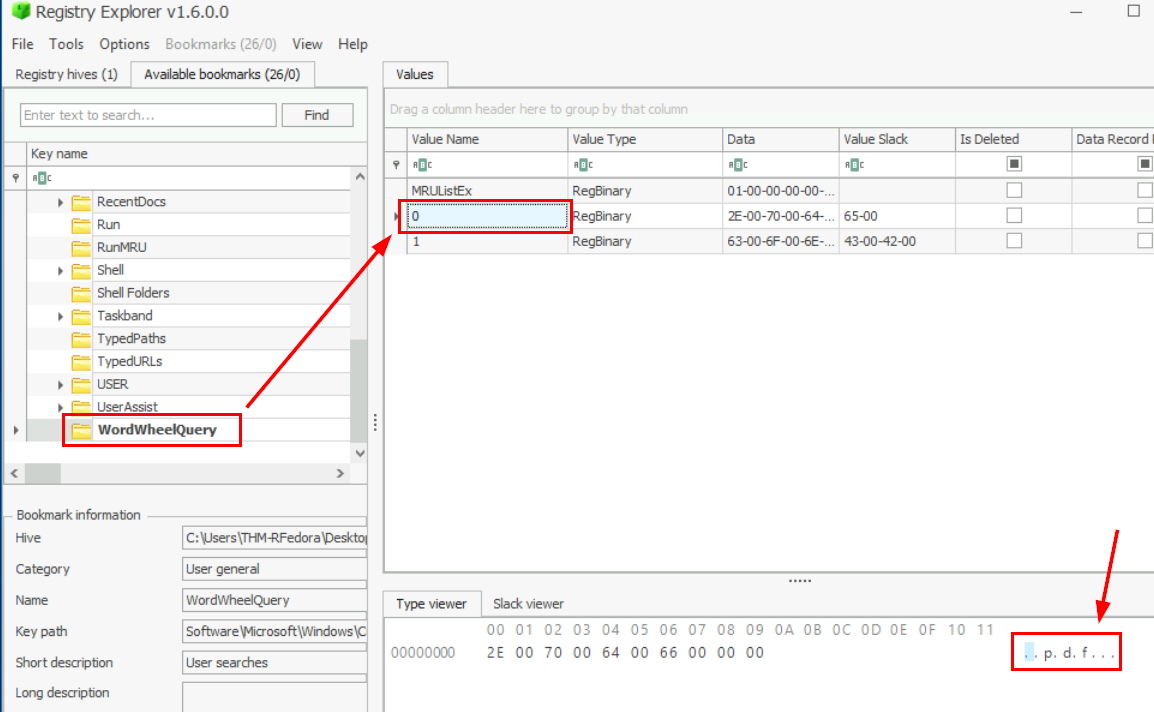 Registry Explorer v1.6.0.0
File Tools Options Bookmarks (26/0) View Help
Registry hives (1) Available bookmarks (26/0)
Enter text to search... Find
Key name
RecentDocs
Run
RunMRU
Shell
Shell Folders
Taskband
TypedPaths
TypedURLs
USER
UserAssist
WordWheelQuery
Bookmark information
Hive C:\Users\THM-RFedora\Desktop
Category User general
Name WordWheelQuery
Key path Software\Microsoft\Windows\C
Short description User searches
Long description
Values
Drag a column header here to group by that column
Value Name Value Type Data Value Slack Is Deleted Data Record
MRUListEx RegBinary 01-00-00-00-00-...
0 RegBinary 2E-00-70-00-64-... 65-00
1 RegBinary 63-00-6F-00-6E-... 43-00-42-00
Type viewer Slack viewer
00 01 02 03 04 05 06 07 08 09 0A 0B 0C 0D 0E 0F 10 11
00000000 2E 00 70 00 64 00 66 00 00 00 ..p.d.f...